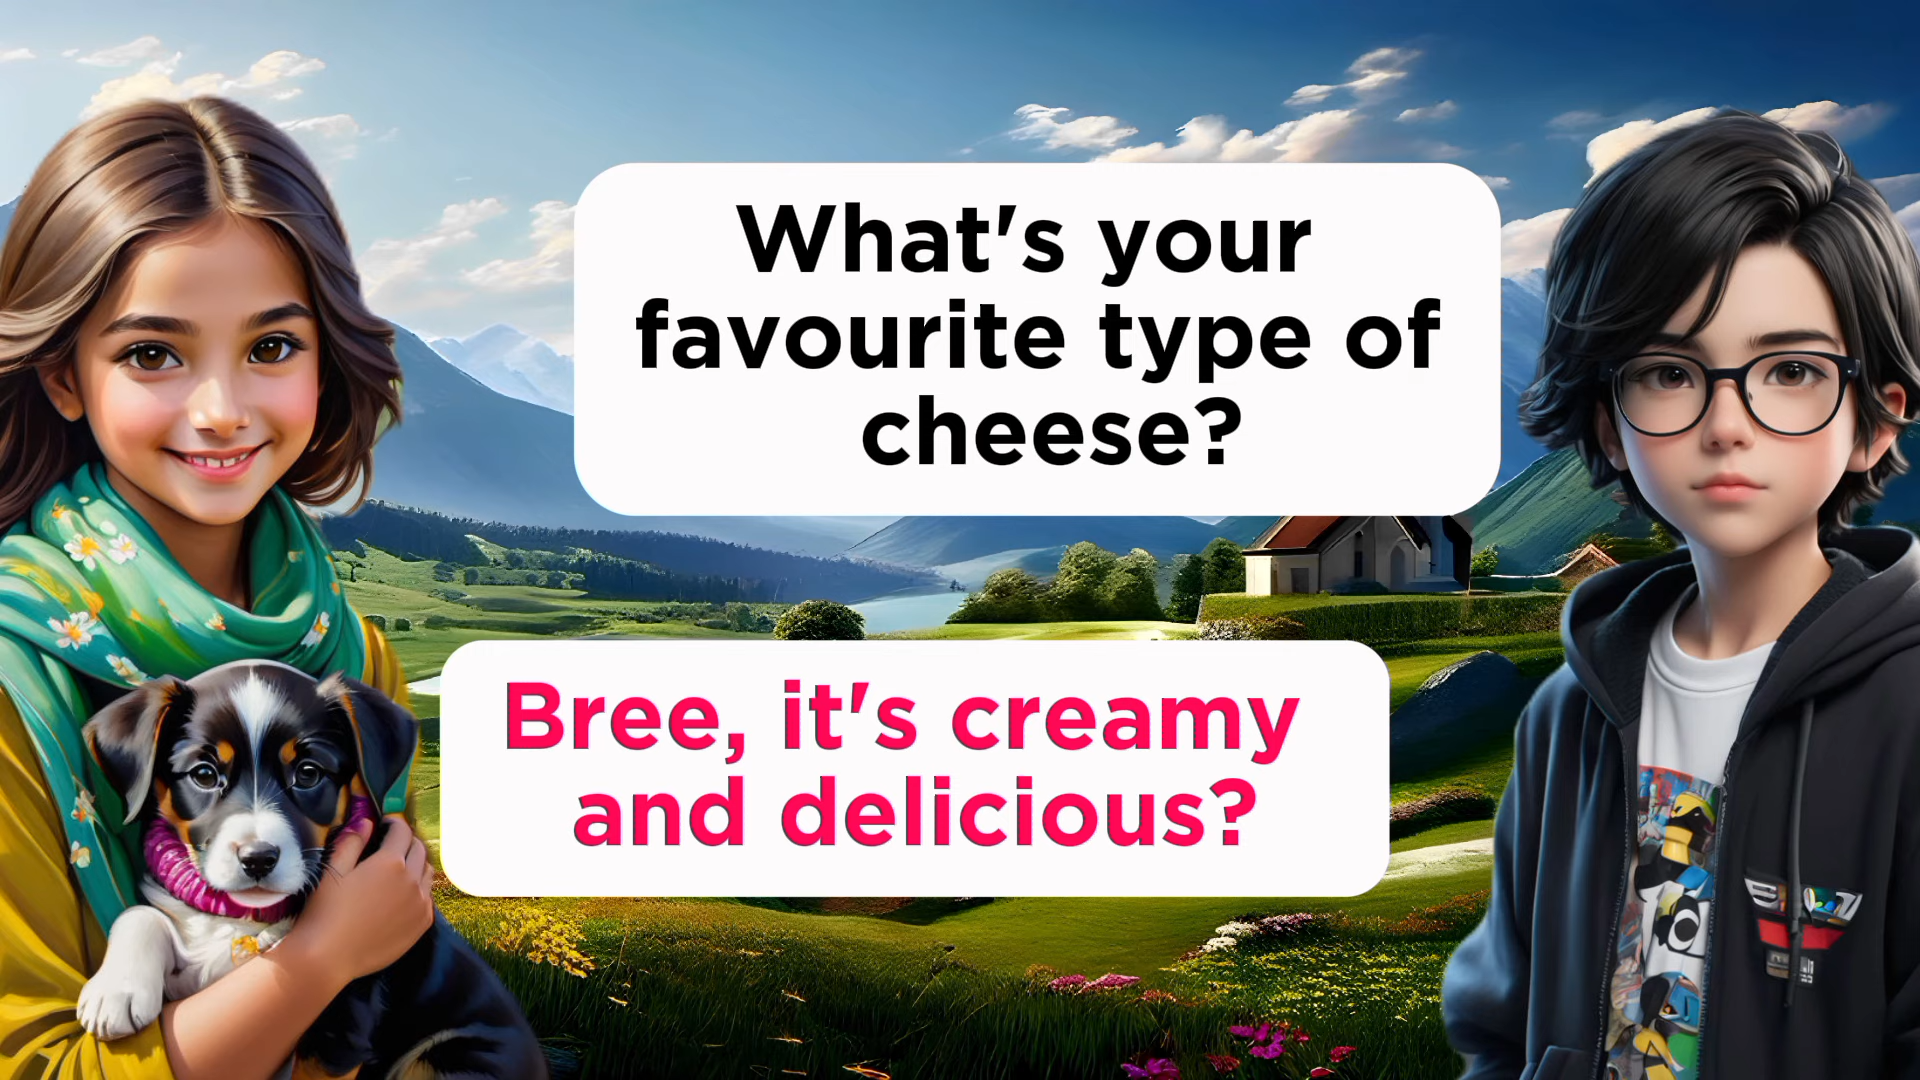 What's your
favourite type of
cheese?
Bree, it's creamy
and delicious?